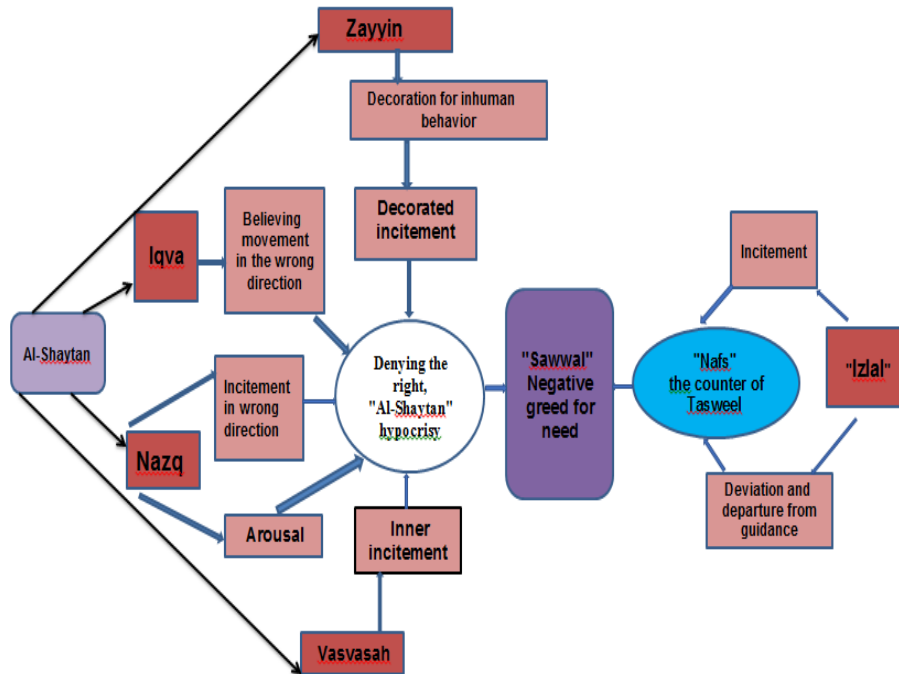 Zayyin
Decoration for inhuman
behavior
Decorated
incitement
Iqva
Believing
movement
in the wrong
direction
Incitement
Al-Shaytan
Incitement
in wrong
direction
Denying the
right,
"Al-Shaytan"
hypocrisy
"Sawwal"
Negative
greed for
need
"Nafs"
the counter of
Tasweel
"Izlal"
Nazq
Arousal
Inner
incitement
Deviation and
departure from
guidance
Vasvasah